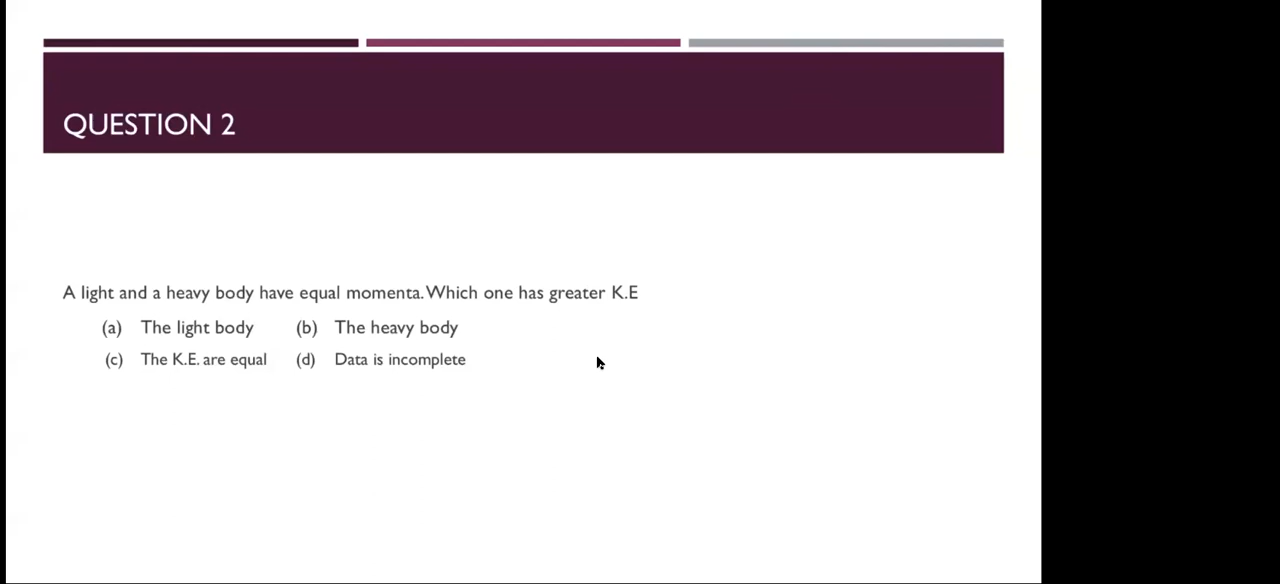 QUESTION 2
A light and a heavy body have equal momenta. Which one has greater K.E
(a) The light body (b) The heavy body
(c) The K.E. are equal (d) Data is incomplete